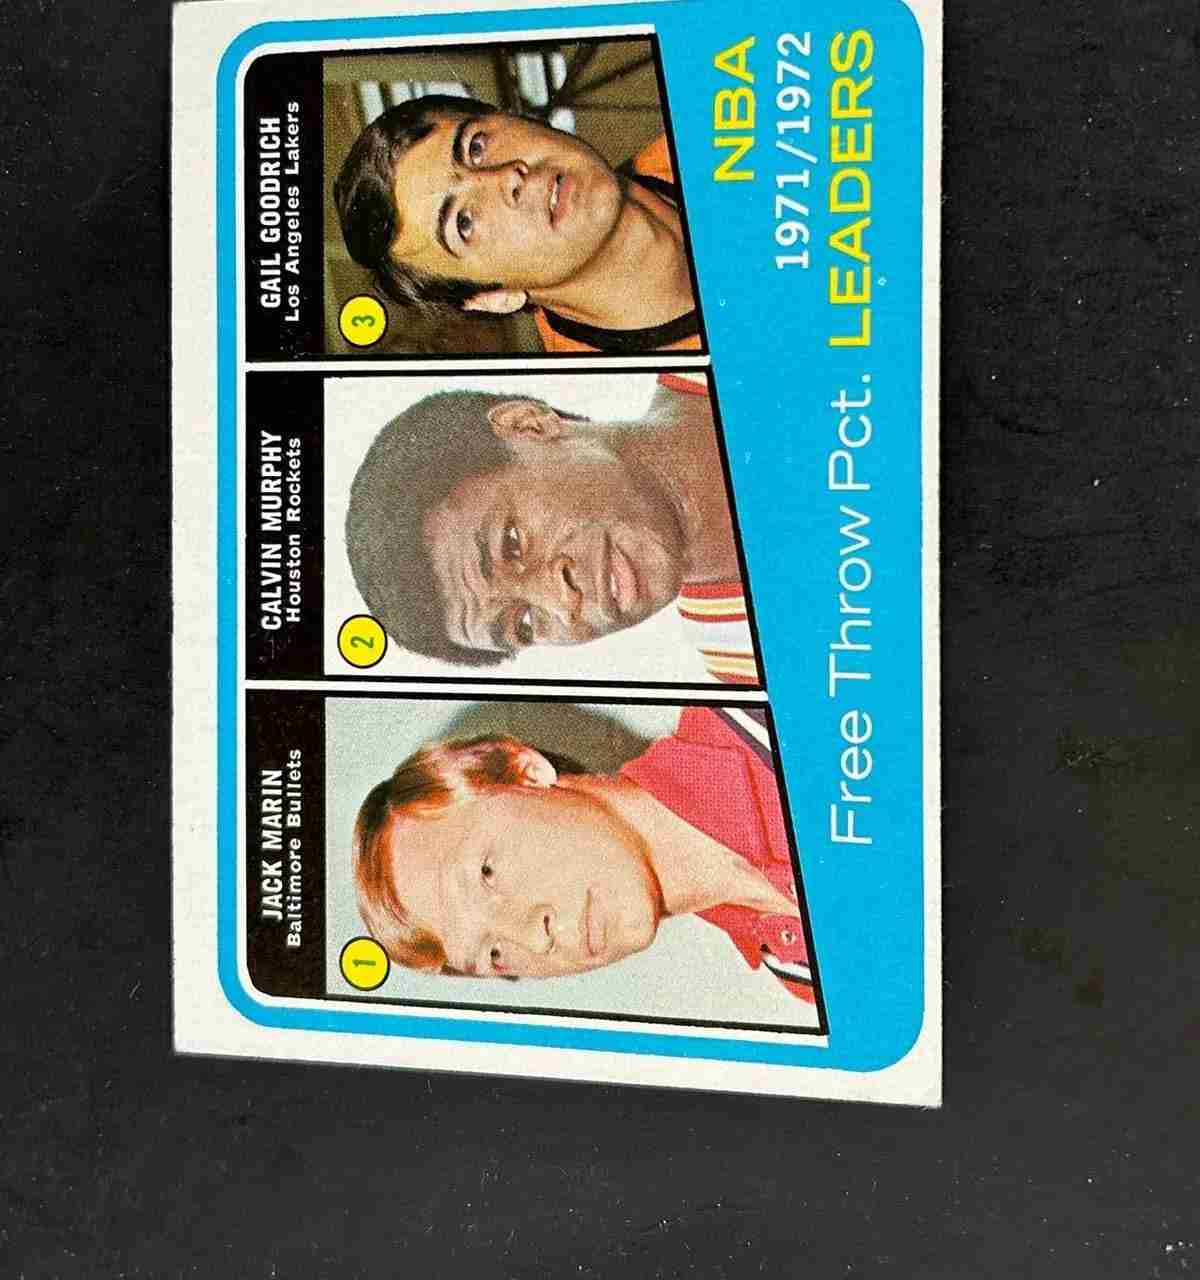 JACK MARIN
Baltimore Bullets
1
CALVIN MURPHY
Houston Rockets
2
GAIL GOODRICH
Los Angeles Lakers
3
NBA
1971/1972
Free Throw Pct. LEADERS